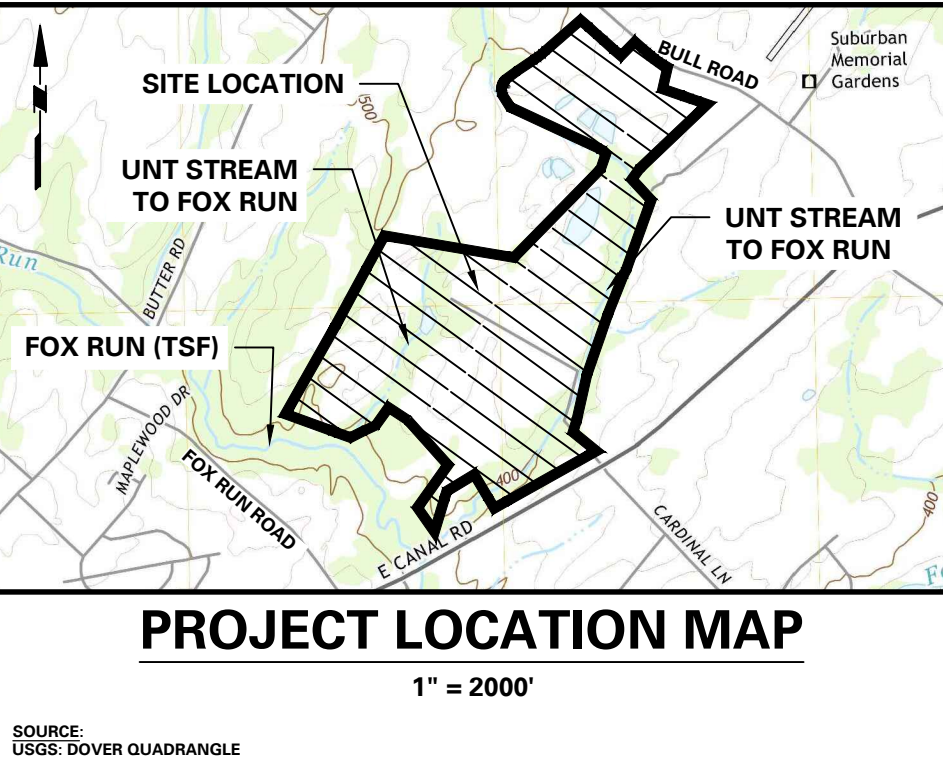 BULL ROAD
Suburban
Memorial
Gardens
SITE LOCATION
500
UNT STREAM
TO FOX RUN
UNT STREAM
TO FOX RUN
Run
BUTTER RD
FOX RUN (TSF)
MAPLEWOOD DR
FOX RUN ROAD
400
400
E CANAL RD
CARDINAL LN
PROJECT LOCATION MAP
1" = 2000'
SOURCE:
USGS: DOVER QUADRANGLE